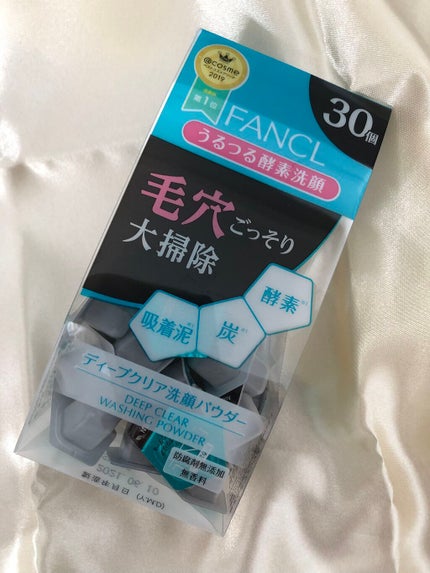 @cosme
2019
第1位
30個
FANCL
うるつる酵素洗顔
毛穴ごっそり
大掃除
酵素
炭
吸着泥
ディープクリア洗顔パウダー
DEEP CLEAR
WASHING POWDER
防腐剤無添加
無香料